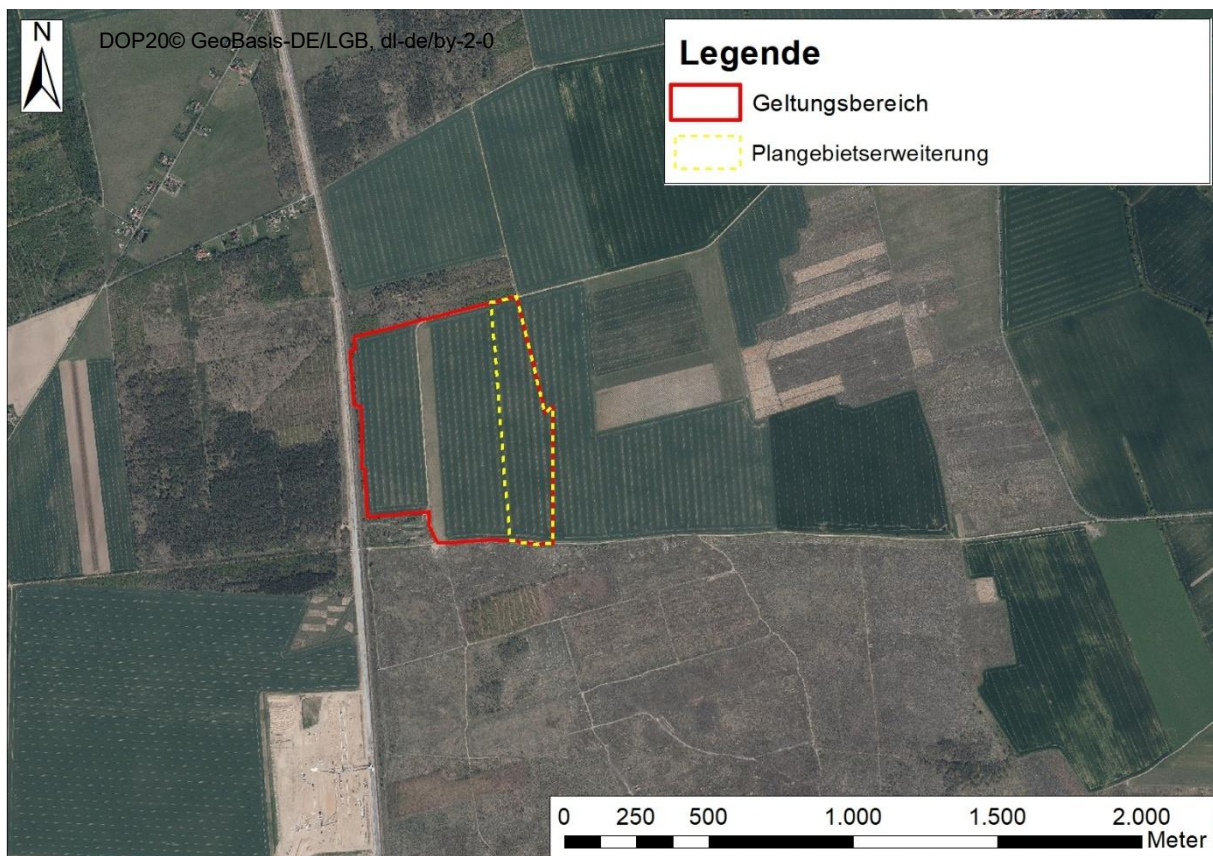 N
DOP20© GeoBasis-DE/LGB, dl-de/by-2-0
Legende
Geltungsbereich
Plangebietserweiterung
0 250 500 1.000 1.500 2.000
Meter